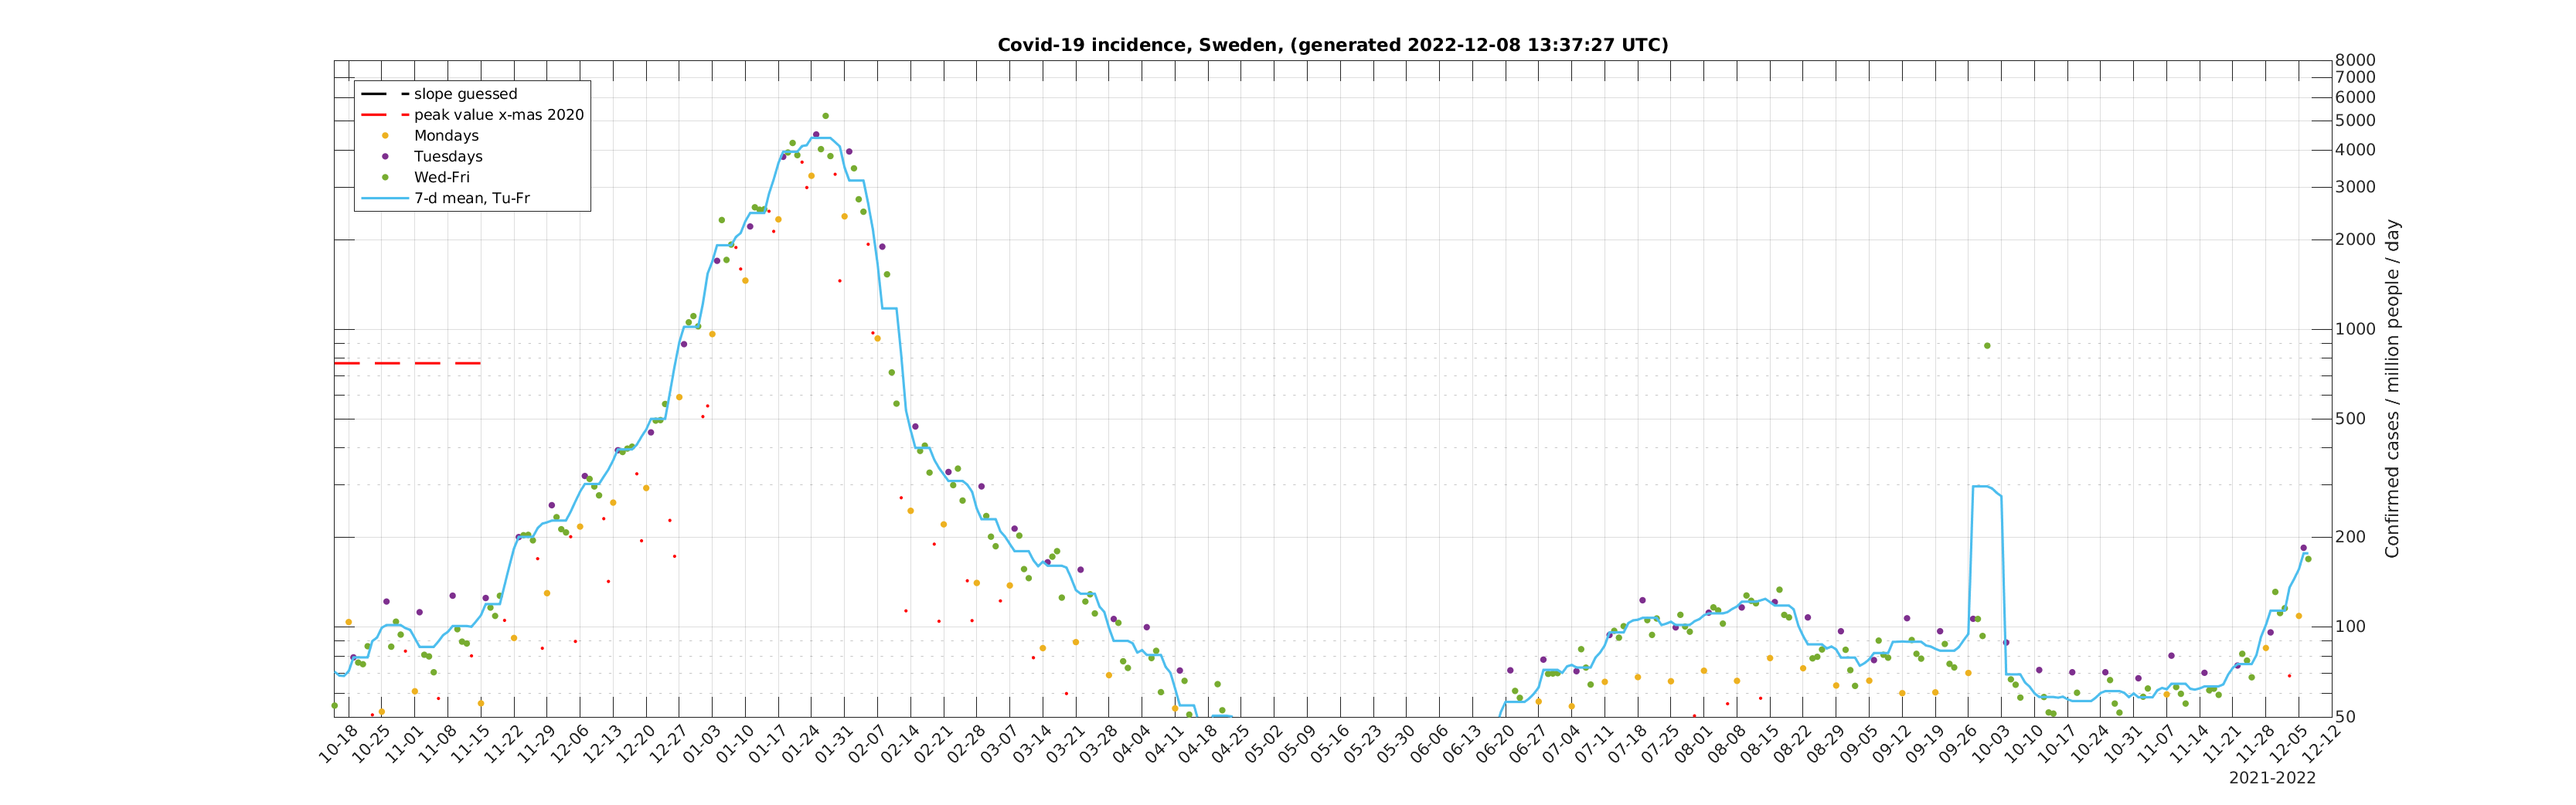 Covid-19 incidence, Sweden, (generated 2022-12-08 13:37:27 UTC)
slope guessed
peak value x-mas 2020
Mondays
Tuesdays
Wed-Fri
7-d mean, Tu-Fr
8000
7000
6000
5000
4000
3000
2000
1000
500
200
100
50
Confirmed cases / million people / day
10-18 10-25 11-01 11-08 11-15 11-22 11-29 12-06 12-13 12-20 12-27 01-03 01-10 01-17 01-24 01-31 02-07 02-14 02-21 02-28 03-07 03-14 03-21 03-28 04-04 04-11 04-18 04-25 05-02 05-09 05-16 05-23 05-30 06-06 06-13 06-20 06-27 07-04 07-11 07-18 07-25 08-01 08-08 08-15 08-22 08-29 09-05 09-12 09-19 09-26 10-03 10-10 10-17 10-24 10-31 11-07 11-14 11-21 11-28 12-05 12-12
2021-2022